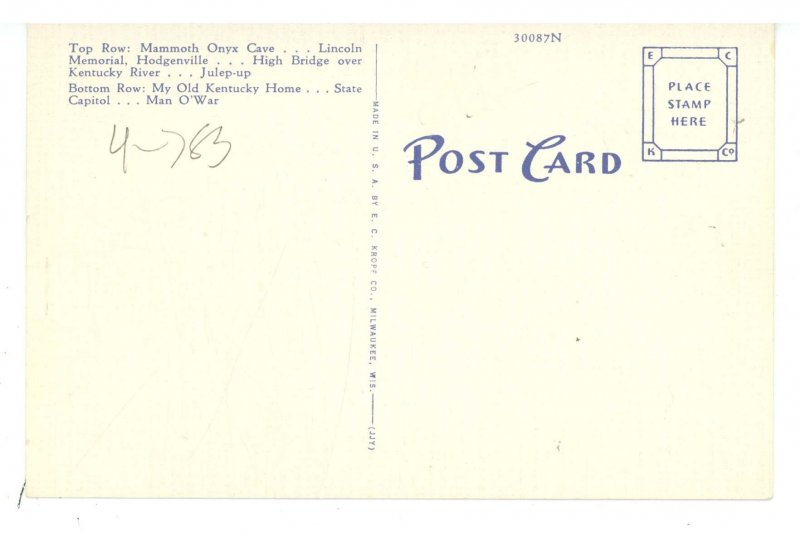 Top Row: Mammoth Onyx Cave . . . Lincoln
Memorial, Hodgenville . . . High Bridge over
Kentucky River . . . Julep-up
Bottom Row: My Old Kentucky Home . . . State
Capitol . . . Man O'War
4-783
MADE IN U. S. A. BY E. C. KROPP CO., MILWAUKEE, WIS. (JJY)
30087N
POST CARD
E C
PLACE
STAMP
HERE
K Co